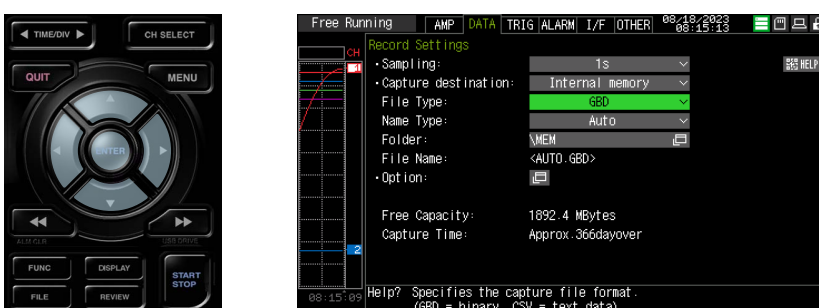 TIME/DIV
CH SELECT
QUIT
MENU
ENTER
ALM CLR
USB DRIVE
FUNC
DISPLAY
START
STOP
FILE
REVIEW
Free Running
AMP
DATA
TRIG
ALARM
I/F
OTHER
08/18/2023
08:15:13
CH
Record Settings
1
•Sampling: 1s
HELP
•Capture destination: Internal memory
File Type: GBD
Name Type: Auto
Folder: \MEM
File Name: <AUTO.GBD>
•Option:
Free Capacity: 1892.4 MBytes
Capture Time: Approx.366dayover
2
08:15:09
Help? Specifies the capture file format.
(GBD = binary, CSV = text data)